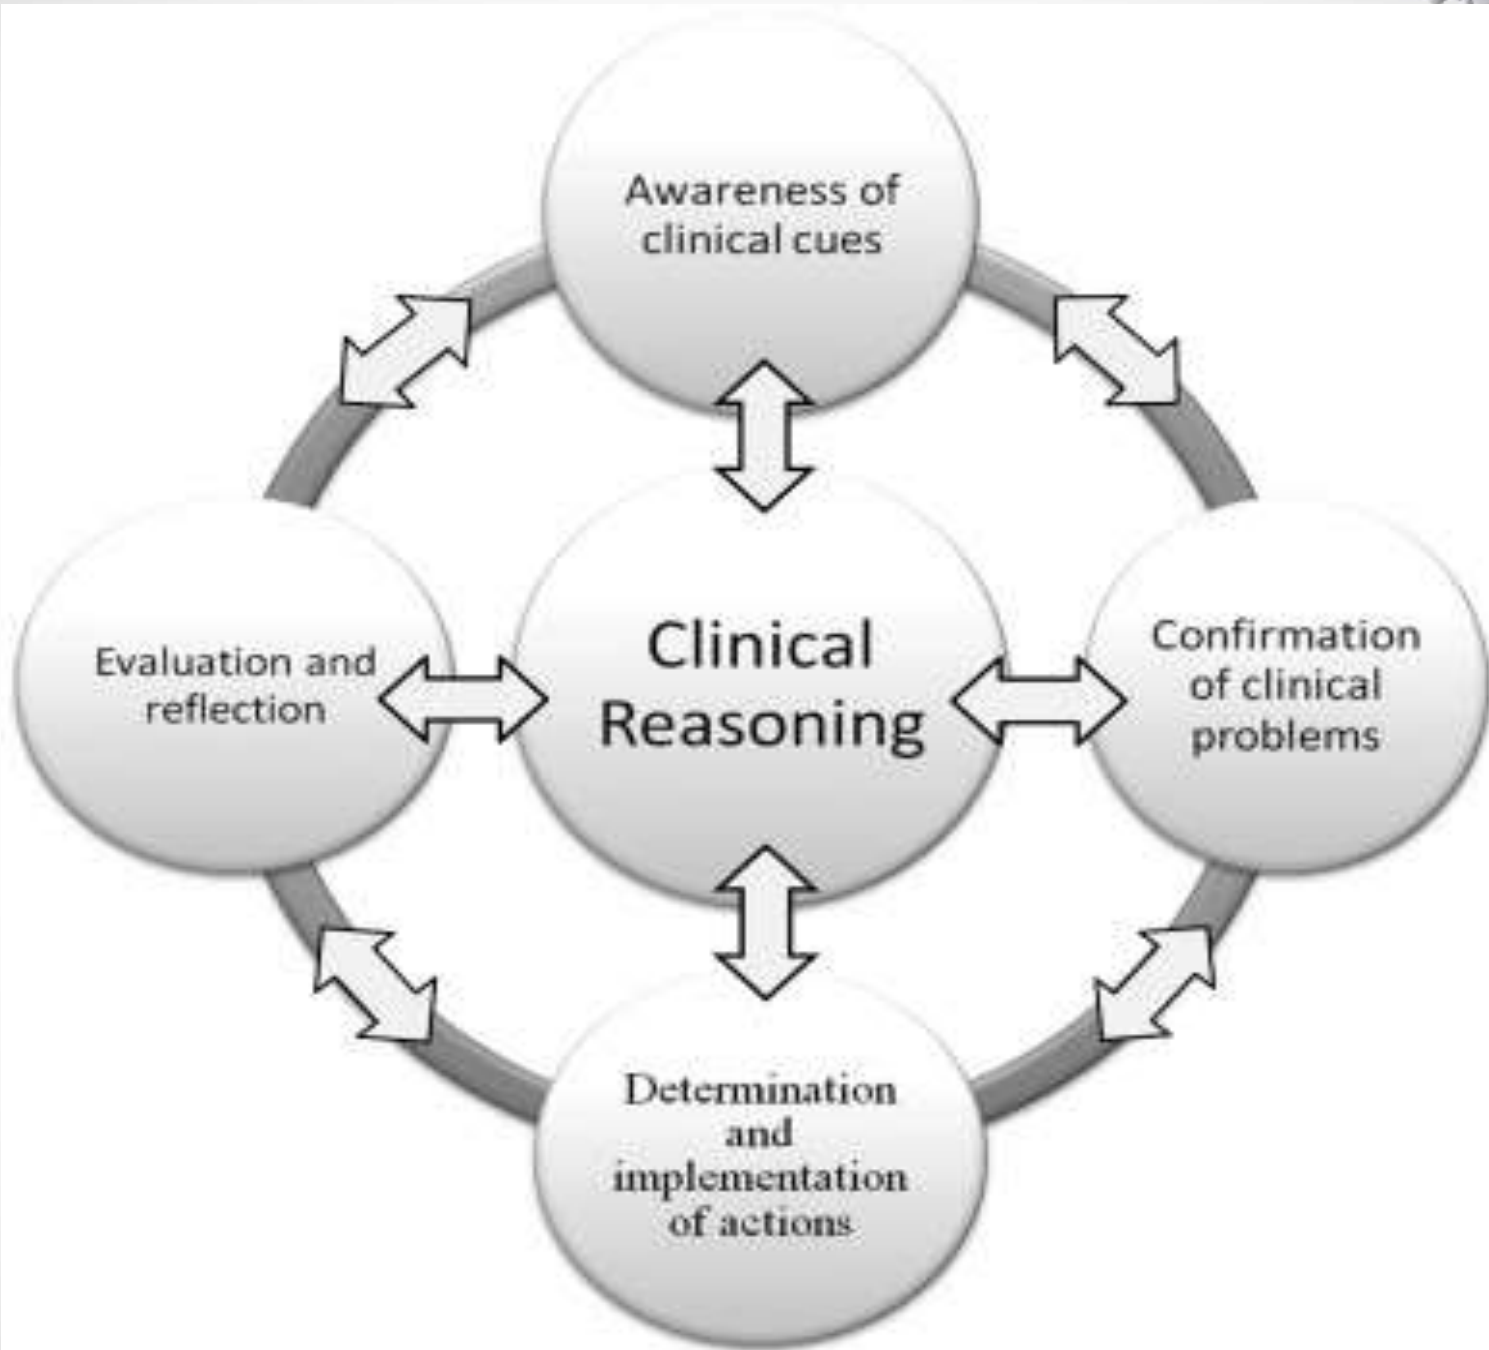 Awareness of
clinical cues
Evaluation and
reflection
Clinical
Reasoning
Confirmation
of clinical
problems
Determination
and
implementation
of actions